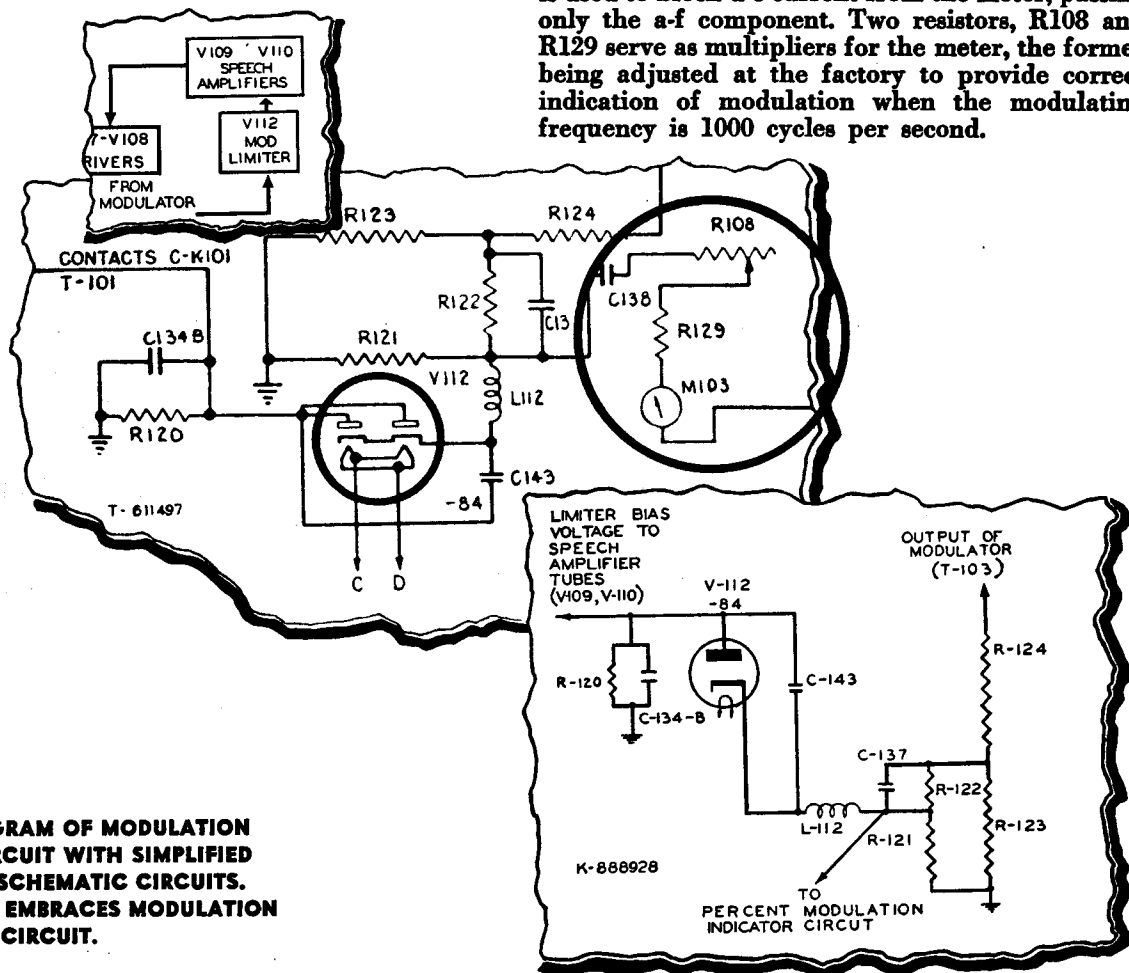 only the a-f component. Two resistors, R108 an
R129 serve as multipliers for the meter, the forme
being adjusted at the factory to provide correc
indication of modulation when the modulatin
frequency is 1000 cycles per second.
V109 V110
SPEECH
AMPLIFIERS
V112
MOD
LIMITER
7-V108
RIVERS
FROM
MODULATOR
R123
R124
R108
CONTACTS C-K101
T-101
C138
R122
C13
R129
C134B
R121
V112
L112
M103
R120
C143
-84
T-611497
C D
LIMITER BIAS
VOLTAGE TO
SPEECH
AMPLIFIER
TUBES
(V109, V-110)
OUTPUT OF
MODULATOR
(T-103)
V-112
-84
R-124
R-120
C-143
C-134-B
C-137
R-122
L-112
R-121
R-123
K-888928
TO
PERCENT MODULATION
INDICATOR CIRCUT
GRAM OF MODULATION
RCUIT WITH SIMPLIFIED
SCHEMATIC CIRCUITS.
EMBRACES MODULATION
CIRCUIT.